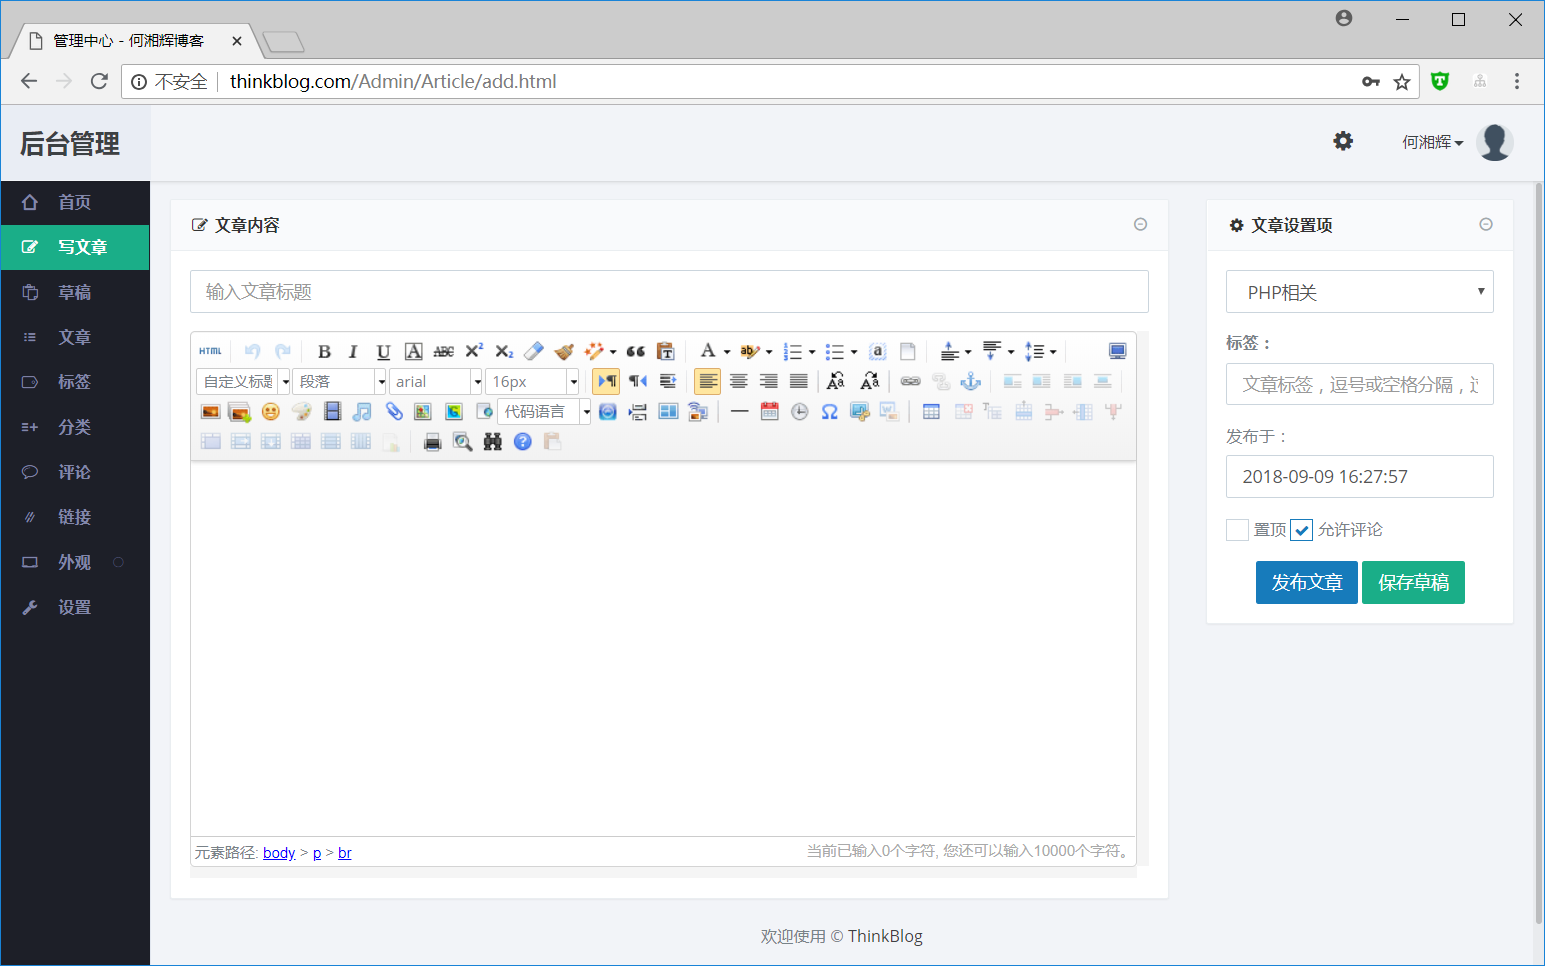 管理中心 - 何湘辉博客
不安全 thinkblog.com/Admin/Article/add.html
后台管理
何湘辉
首页
写文章
草稿
文章
标签
分类
评论
链接
外观
设置
文章内容
输入文章标题
HTML
B I U A ABC X² X₂
自定义标题 段落 arial 16px
代码语言
元素路径: body > p > br
当前已输入0个字符, 您还可以输入10000个字符。
文章设置项
PHP相关
标签：
文章标签，逗号或空格分隔，
发布于：
2018-09-09 16:27:57
置顶 允许评论
发布文章 保存草稿
欢迎使用 © ThinkBlog